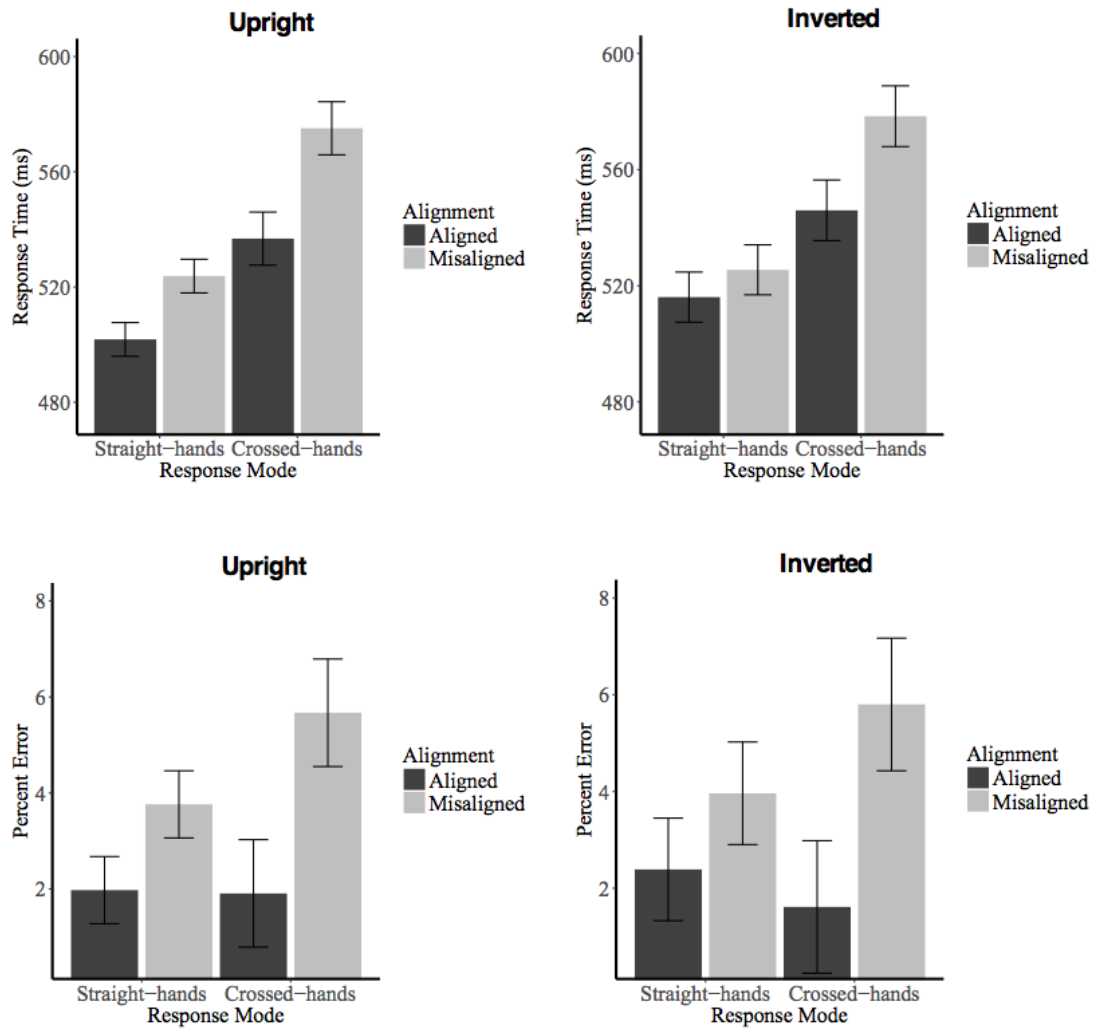 Upright
Response Time (ms)
600
560
520
480
Straight−hands Crossed−hands
Response Mode
Alignment
Aligned
Misaligned
Inverted
Response Time (ms)
600
560
520
480
Straight−hands Crossed−hands
Response Mode
Alignment
Aligned
Misaligned
Upright
Percent Error
8
6
4
2
Straight−hands Crossed−hands
Response Mode
Alignment
Aligned
Misaligned
Inverted
Percent Error
8
6
4
2
Straight−hands Crossed−hands
Response Mode
Alignment
Aligned
Misaligned